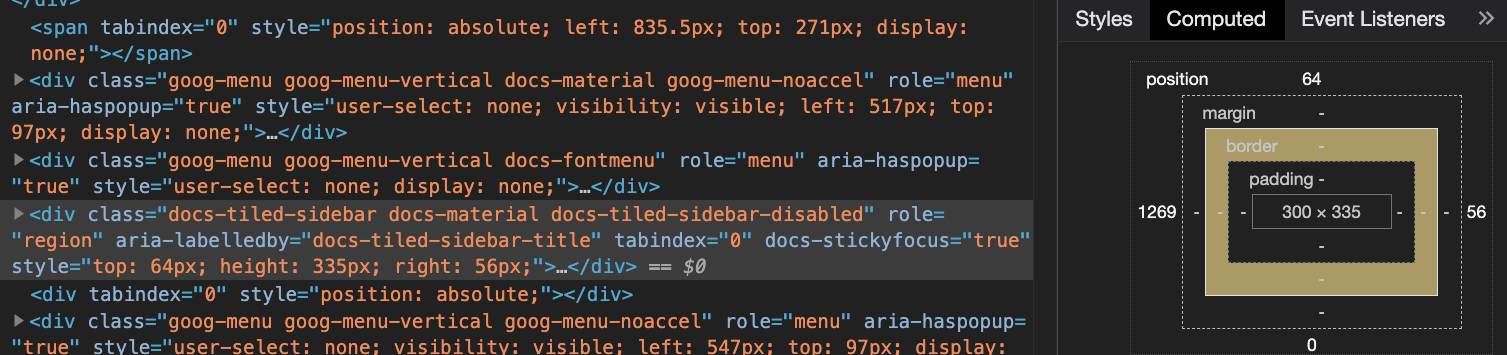 </div>
<span tabindex="0" style="position: absolute; left: 835.5px; top: 271px; display:
none;"></span>
<div class="goog-menu goog-menu-vertical docs-material goog-menu-noaccel" role="menu"
aria-haspopup="true" style="user-select: none; visibility: visible; left: 517px; top:
97px; display: none;">…</div>
<div class="goog-menu goog-menu-vertical docs-fontmenu" role="menu" aria-haspopup=
"true" style="user-select: none; display: none;">…</div>
<div class="docs-tiled-sidebar docs-material docs-tiled-sidebar-disabled" role=
"region" aria-labelledby="docs-tiled-sidebar-title" tabindex="0" docs-stickyfocus="true"
style="top: 64px; height: 335px; right: 56px;">…</div> == $0
<div tabindex="0" style="position: absolute;"></div>
<div class="goog-menu goog-menu-vertical goog-menu-noaccel" role="menu" aria-haspopup=
"true" style="user-select: none; visibility: visible; left: 547px; top: 97px; display:
Styles Computed Event Listeners »
position 64
margin -
border -
padding -
1269 - - - 300 × 335 - - - 56
-
-
-
0